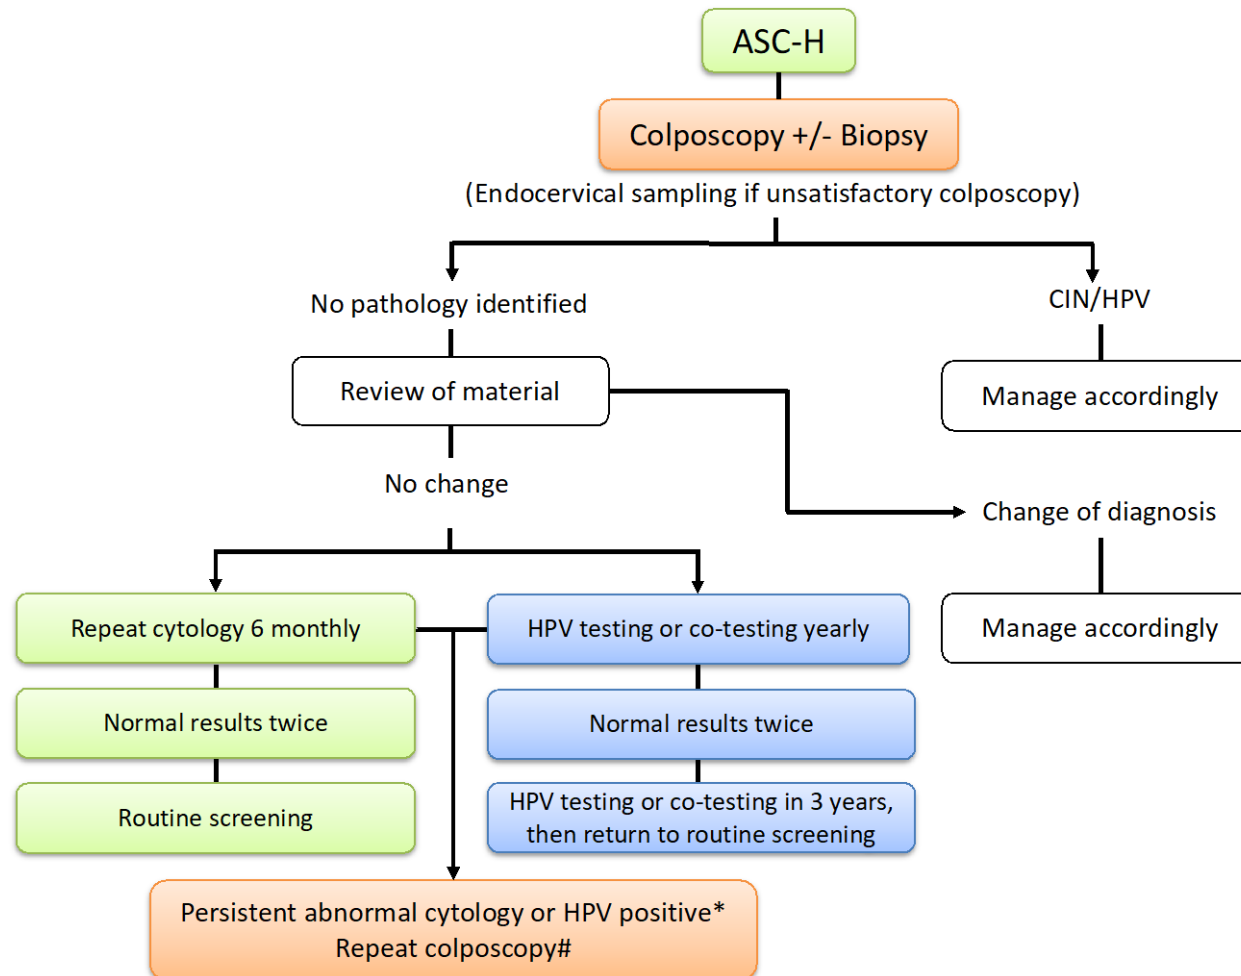 ASC-H
Colposcopy +/- Biopsy
(Endocervical sampling if unsatisfactory colposcopy)
No pathology identified
CIN/HPV
Review of material
Manage accordingly
No change
Change of diagnosis
Repeat cytology 6 monthly
HPV testing or co-testing yearly
Manage accordingly
Normal results twice
Normal results twice
Routine screening
HPV testing or co-testing in 3 years,
then return to routine screening
Persistent abnormal cytology or HPV positive*
Repeat colposcopy#